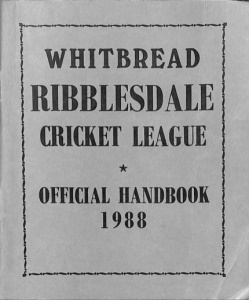 WHITBREAD
RIBBLESDALE
CRICKET LEAGUE
★
OFFICIAL HANDBOOK
1988